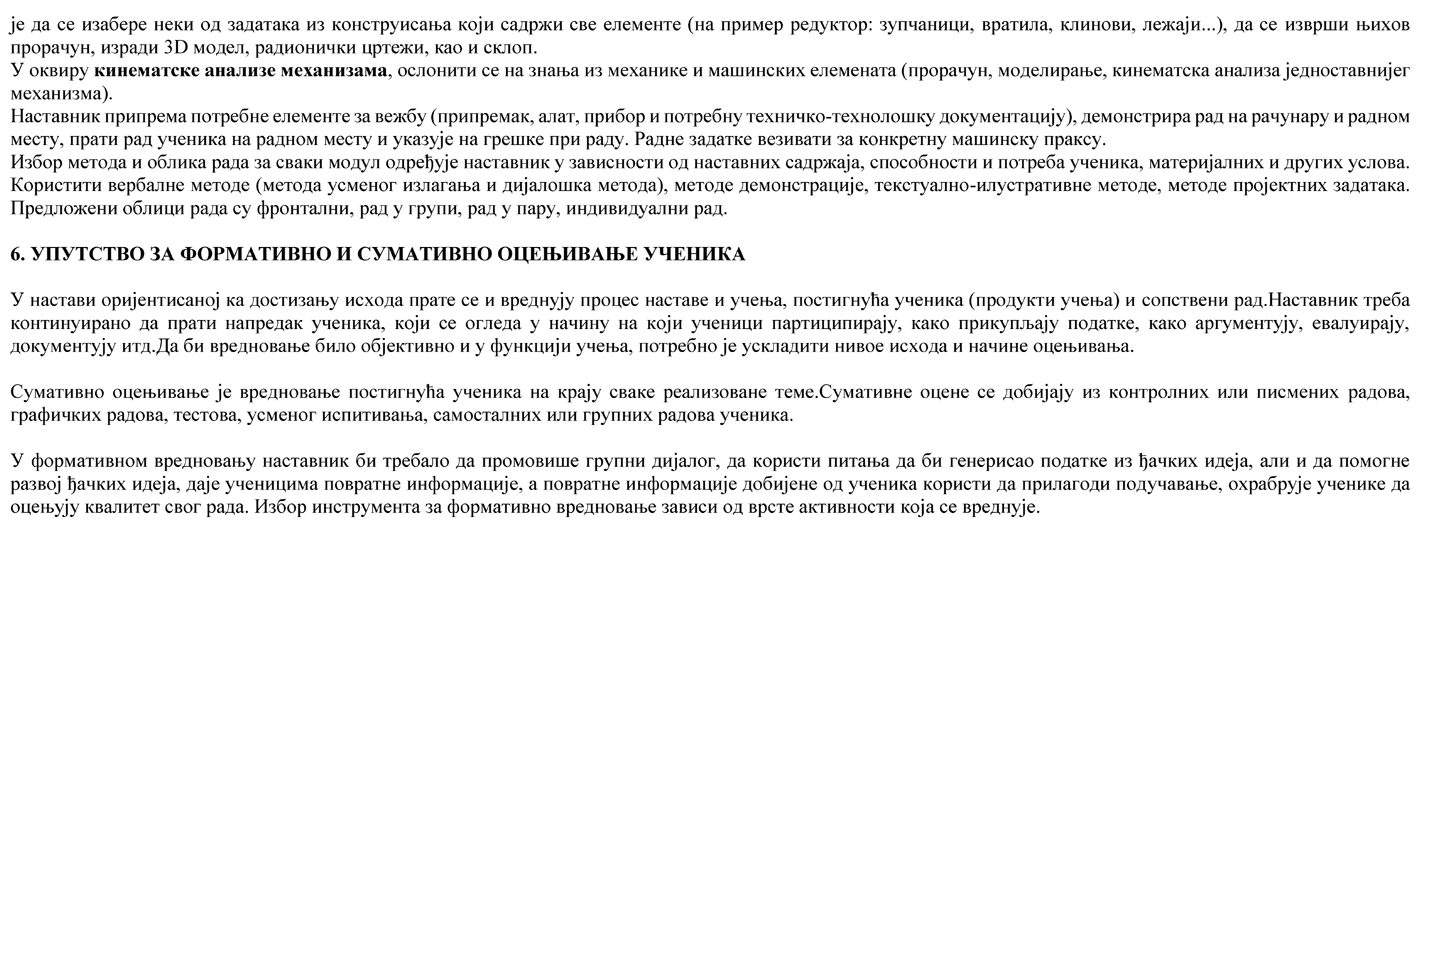 је да се изабере неки од задатака из конструисања који садржи све елементе (на пример редуктор: зупчаници, вратила, клинови, лежаји...), да се изврши њихов
прорачун, изради 3D модел, радионички цртежи, као и склоп.
У оквиру кинематске анализе механизама, ослонити се на знања из механике и машинских елемената (прорачун, моделирање, кинематска анализа једноставнијег
механизма).
Наставник припрема потребне елементе за вежбу (припремак, алат, прибор и потребну техничко-технолошку документацију), демонстрира рад на рачунару и радном
месту, прати рад ученика на радном месту и указује на грешке при раду. Радне задатке везивати за конкретну машинску праксу.
Избор метода и облика рада за сваки модул одређује наставник у зависности од наставних садржаја, способности и потреба ученика, материјалних и других услова.
Користити вербалне методе (метода усменог излагања и дијалошка метода), методе демонстрације, текстуално-илустративне методе, методе пројектних задатака.
Предложени облици рада су фронтални, рад у групи, рад у пару, индивидуални рад.
6. УПУТСТВО ЗА ФОРМАТИВНО И СУМАТИВНО ОЦЕЊИВАЊЕ УЧЕНИКА
У настави оријентисаној ка достизању исхода прате се и вреднују процес наставе и учења, постигнућа ученика (продукти учења) и сопствени рад.Наставник треба
континуирано да прати напредак ученика, који се огледа у начину на који ученици партиципирају, како прикупљају податке, како аргументују, евалуирају,
документују итд.Да би вредновање било објективно и у функцији учења, потребно је ускладити нивое исхода и начине оцењивања.
Сумативно оцењивање је вредновање постигнућа ученика на крају сваке реализоване теме.Сумативне оцене се добијају из контролних или писмених радова,
графичких радова, тестова, усменог испитивања, самосталних или групних радова ученика.
У формативном вредновању наставник би требало да промовише групни дијалог, да користи питања да би генерисао податке из ђачких идеја, али и да помогне
развој ђачких идеја, даје ученицима повратне информације, а повратне информације добијене од ученика користи да прилагоди подучавање, охрабрује ученике да
оцењују квалитет свог рада. Избор инструмента за формативно вредновање зависи од врсте активности која се вреднује.